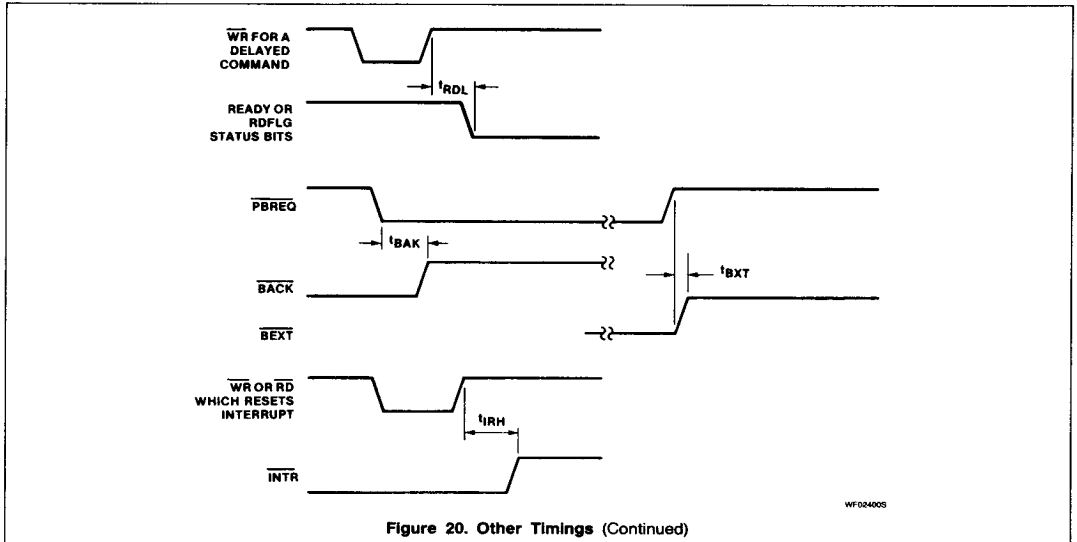 WR FOR A
DELAYED
COMMAND
tRDL
READY OR
RDFLG
STATUS BITS
PBREQ
tBAK
BACK
tBXT
BEXT
WR OR RD
WHICH RESETS
INTERRUPT
tIRH
INTR
WF02400S
Figure 20. Other Timings (Continued)